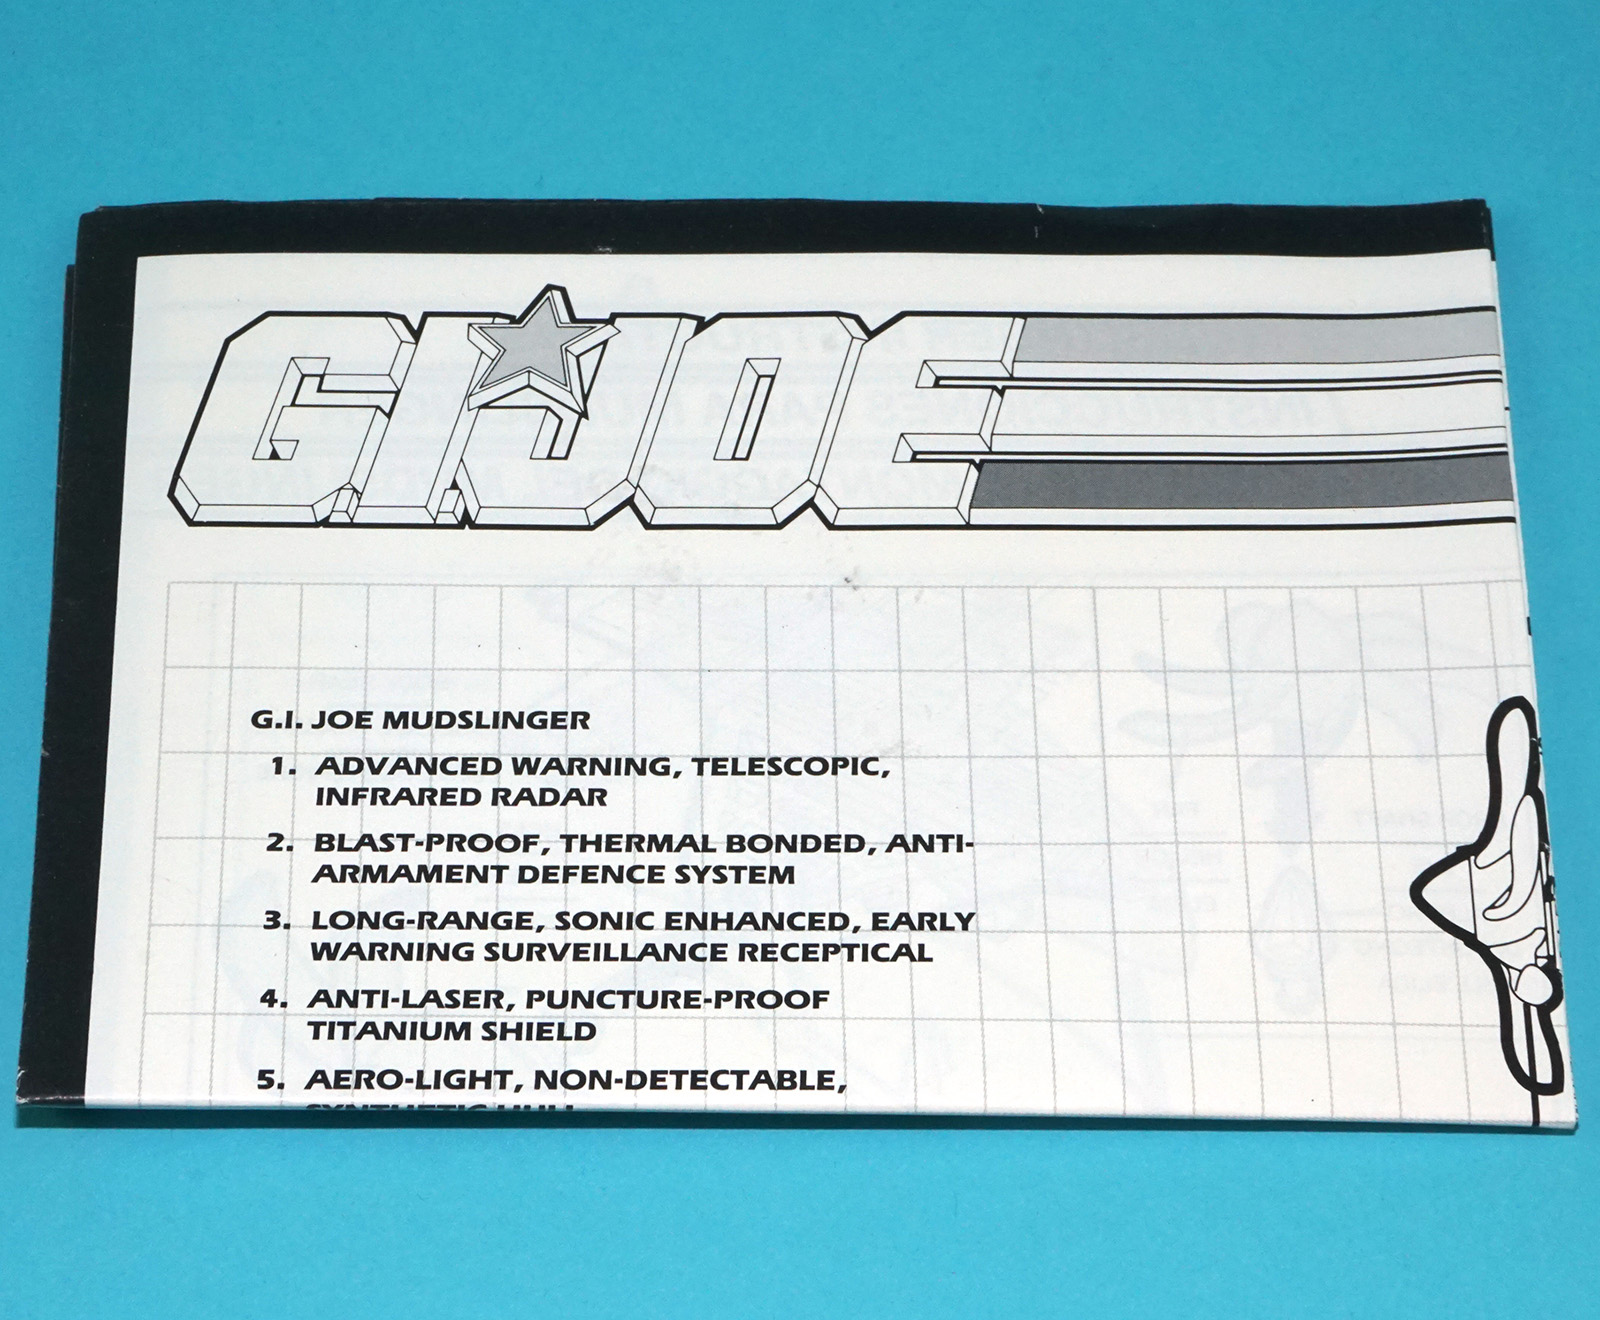 G.I. JOE
G.I. JOE MUDSLINGER
1. ADVANCED WARNING, TELESCOPIC,
INFRARED RADAR
2. BLAST-PROOF, THERMAL BONDED, ANTI-
ARMAMENT DEFENCE SYSTEM
3. LONG-RANGE, SONIC ENHANCED, EARLY
WARNING SURVEILLANCE RECEPTICAL
4. ANTI-LASER, PUNCTURE-PROOF
TITANIUM SHIELD
5. AERO-LIGHT, NON-DETECTABLE,